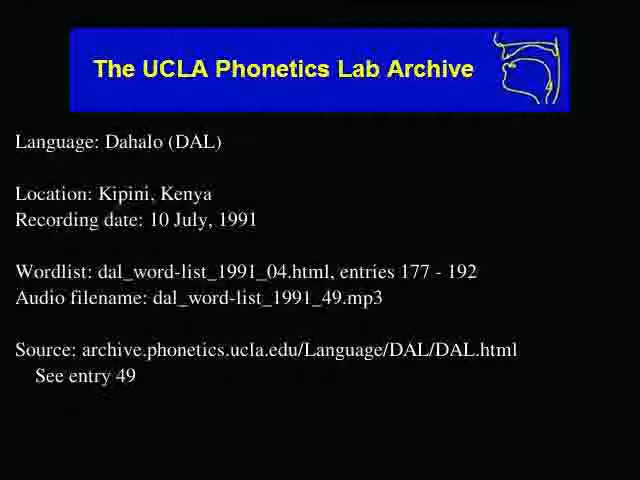 The UCLA Phonetics Lab Archive
Language: Dahalo (DAL)
Location: Kipini, Kenya
Recording date: 10 July, 1991
Wordlist: dal_word-list_1991_04.html, entries 177 - 192
Audio filename: dal_word-list_1991_49.mp3
Source: archive.phonetics.ucla.edu/Language/DAL/DAL.html
See entry 49